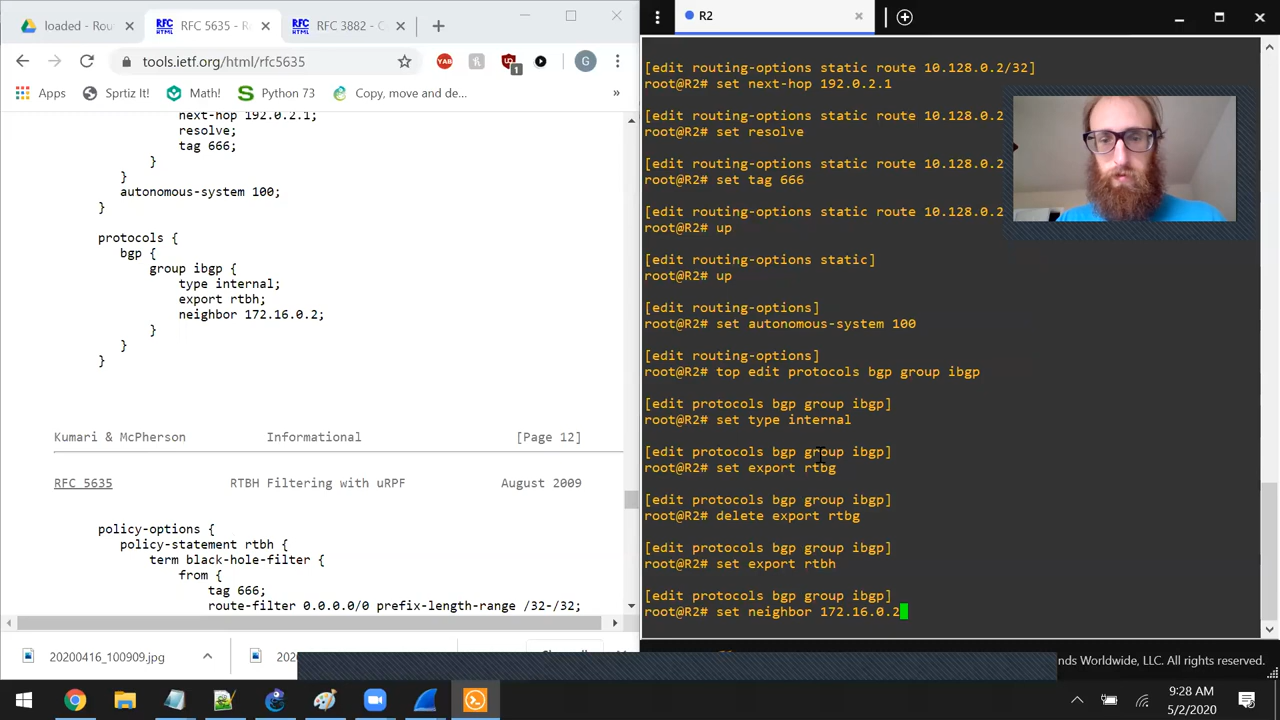 loaded - Rou
RFC 5635 - R
RFC 3882 - C
R2
tools.ietf.org/html/rfc5635
YAB
1
G
Apps
Sprtiz It!
Math!
Python 73
Copy, move and de...
»
next-hop 192.0.2.1;
resolve;
tag 666;
}
}
autonomous-system 100;
}
protocols {
bgp {
group ibgp {
type internal;
export rtbh;
neighbor 172.16.0.2;
}
}
}
Kumari & McPherson Informational [Page 12]
RFC 5635 RTBH Filtering with uRPF August 2009
policy-options {
policy-statement rtbh {
term black-hole-filter {
from {
tag 666;
route-filter 0.0.0.0/0 prefix-length-range /32-/32;
[edit routing-options static route 10.128.0.2/32]
root@R2# set next-hop 192.0.2.1
[edit routing-options static route 10.128.0.2
root@R2# set resolve
[edit routing-options static route 10.128.0.2
root@R2# set tag 666
[edit routing-options static route 10.128.0.2
root@R2# up
[edit routing-options static]
root@R2# up
[edit routing-options]
root@R2# set autonomous-system 100
[edit routing-options]
root@R2# top edit protocols bgp group ibgp
[edit protocols bgp group ibgp]
root@R2# set type internal
[edit protocols bgp group ibgp]
root@R2# set export rtbg
[edit protocols bgp group ibgp]
root@R2# delete export rtbg
[edit protocols bgp group ibgp]
root@R2# set export rtbh
[edit protocols bgp group ibgp]
root@R2# set neighbor 172.16.0.2
20200416_100909.jpg
nds Worldwide, LLC. All rights reserved.
9:28 AM
5/2/2020